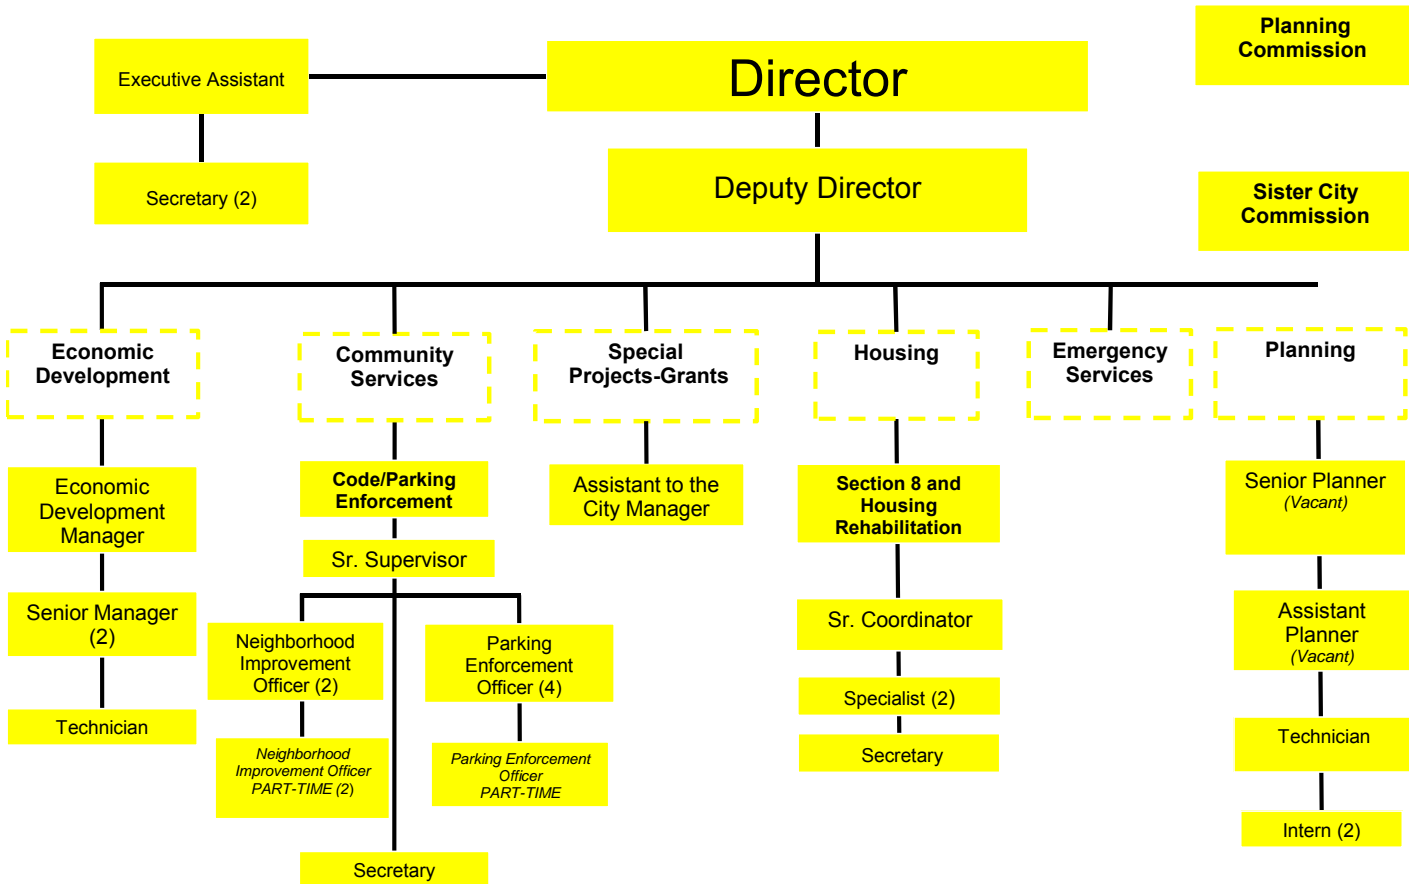 Planning
Commission
Executive Assistant
Director
Secretary (2)
Deputy Director
Sister City
Commission
Economic
Development
Community
Services
Special
Projects-Grants
Housing
Emergency
Services
Planning
Economic
Development
Manager
Code/Parking
Enforcement
Assistant to the
City Manager
Section 8 and
Housing
Rehabilitation
Senior Planner
(Vacant)
Sr. Supervisor
Senior Manager
(2)
Neighborhood
Improvement
Officer (2)
Parking
Enforcement
Officer (4)
Sr. Coordinator
Assistant
Planner
(Vacant)
Technician
Specialist (2)
Technician
Neighborhood
Improvement Officer
PART-TIME (2)
Parking Enforcement
Officer
PART-TIME
Secretary
Intern (2)
Secretary